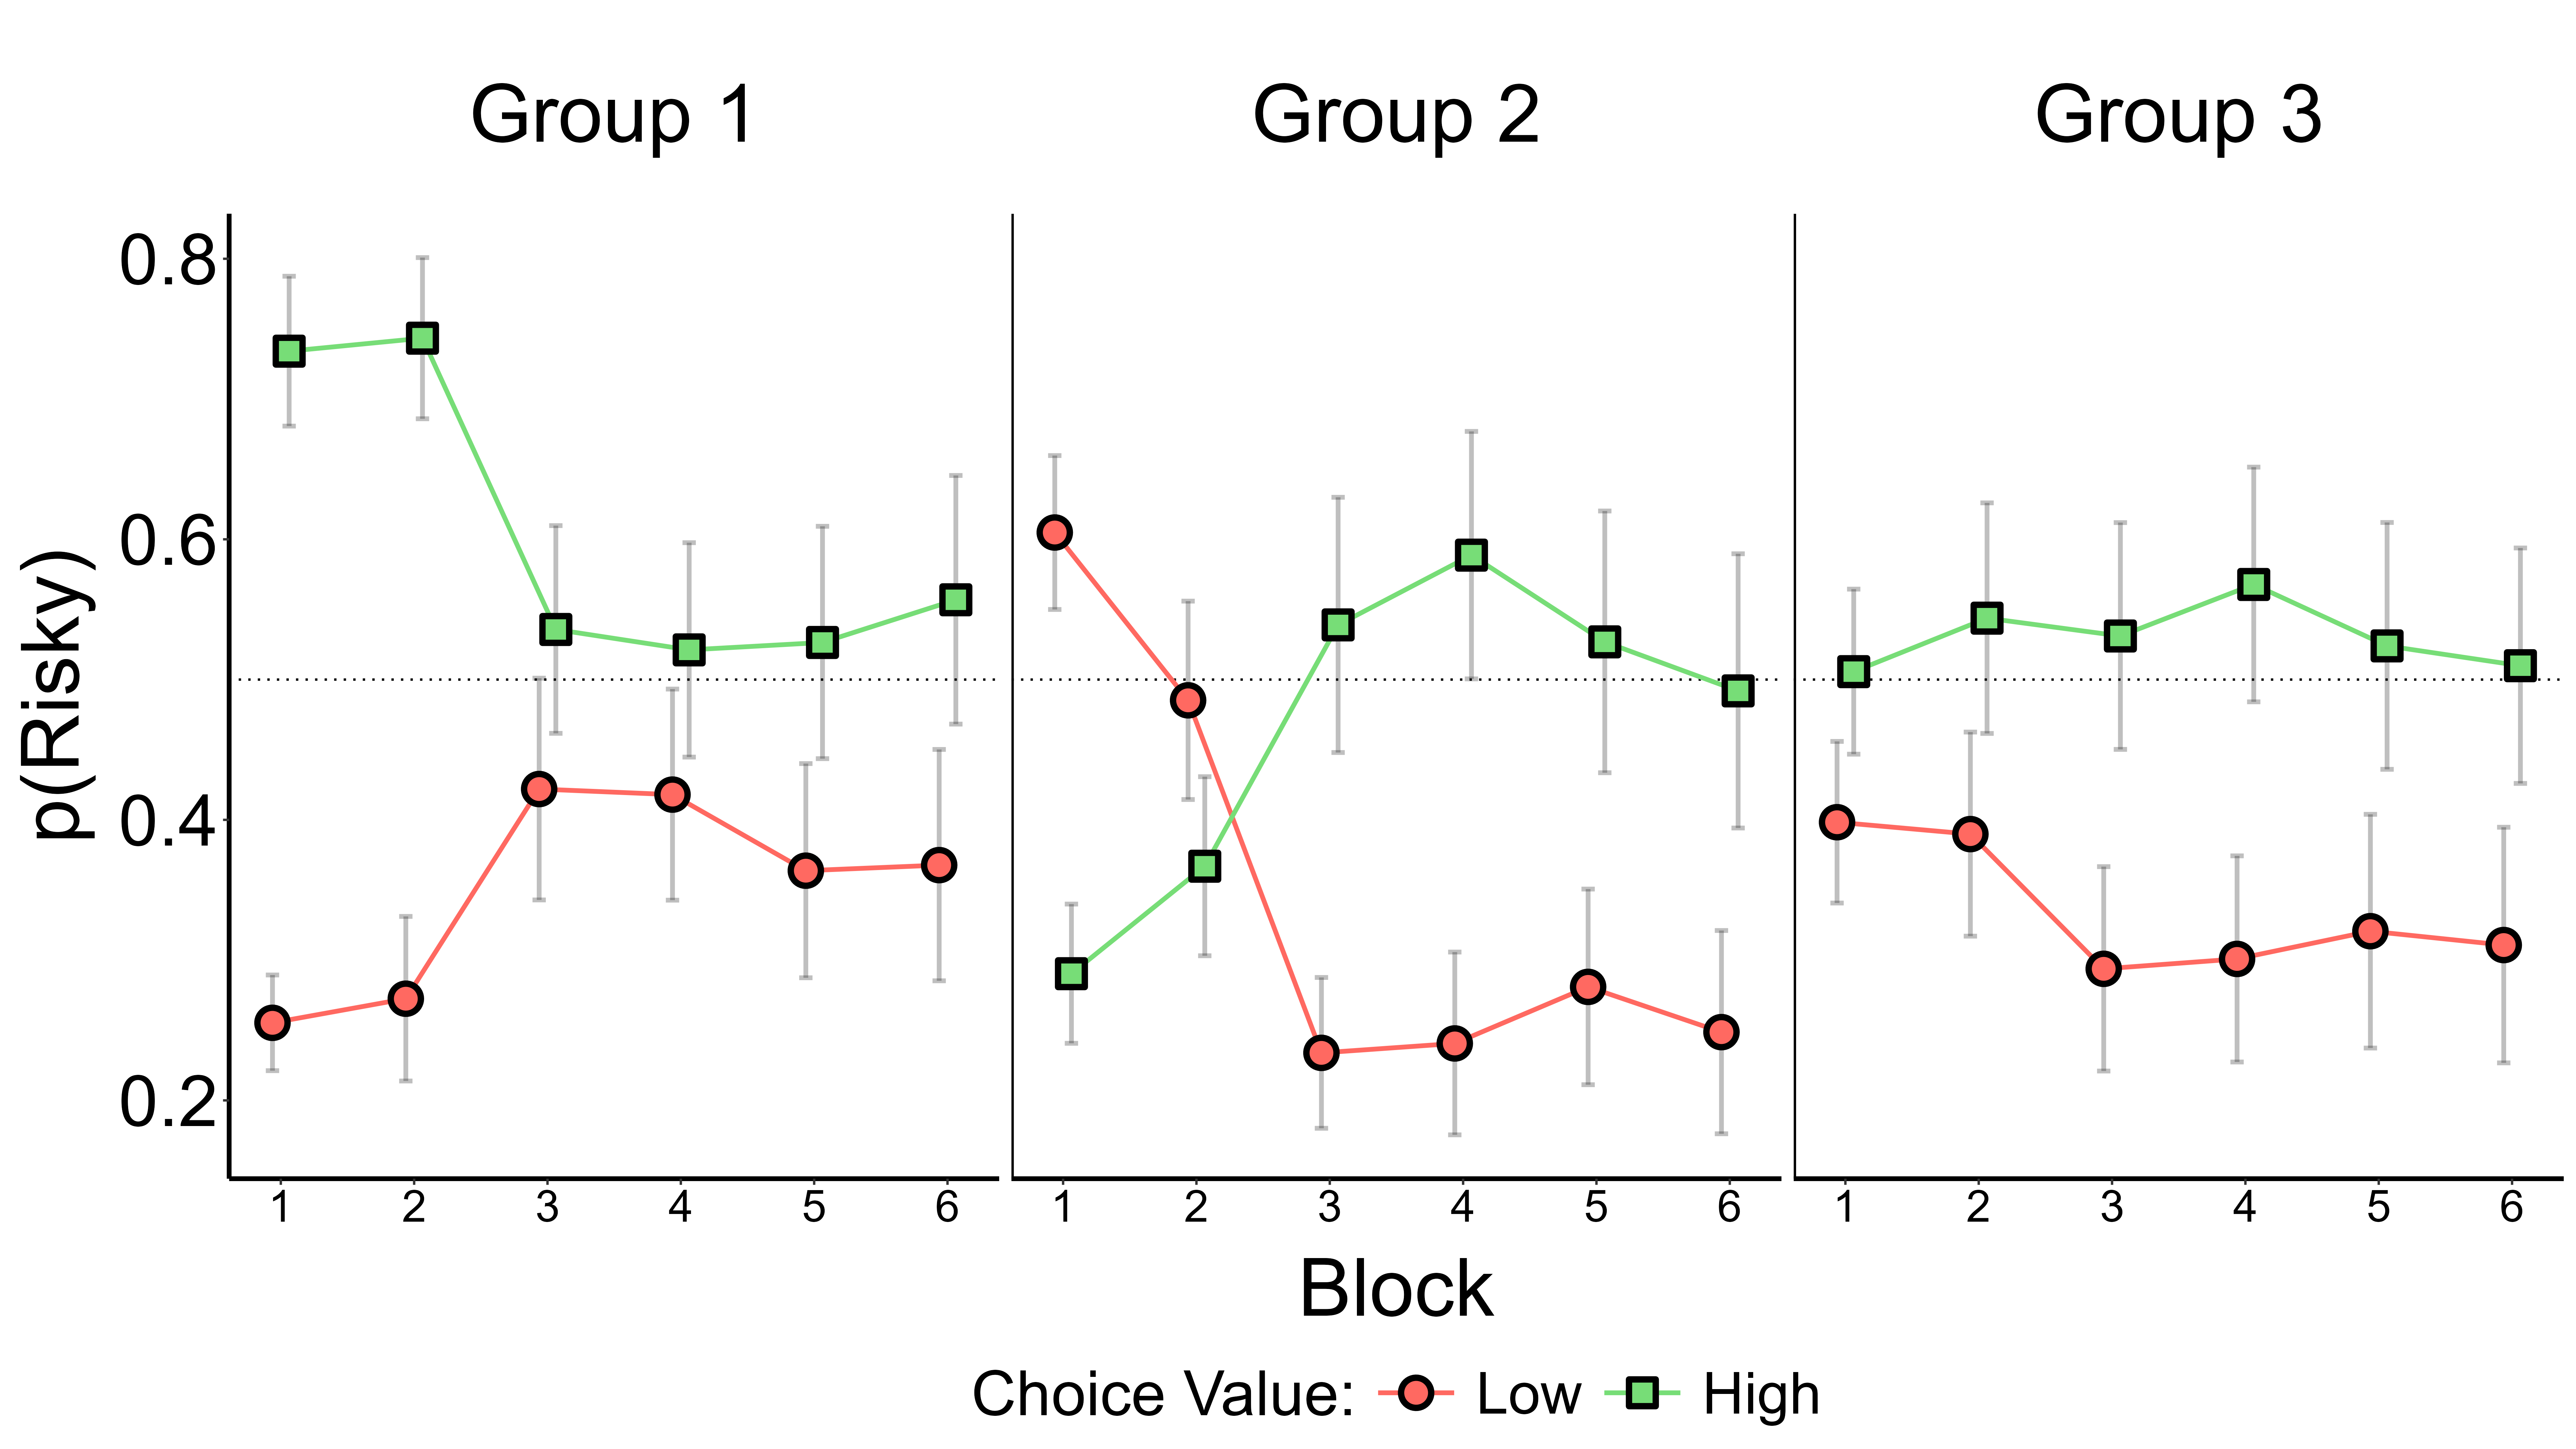 Group 1 Group 2 Group 3
0.8
0.6
0.4
0.2
p(Risky)
1 2 3 4 5 6 1 2 3 4 5 6 1 2 3 4 5 6
Block
Choice Value: Low High